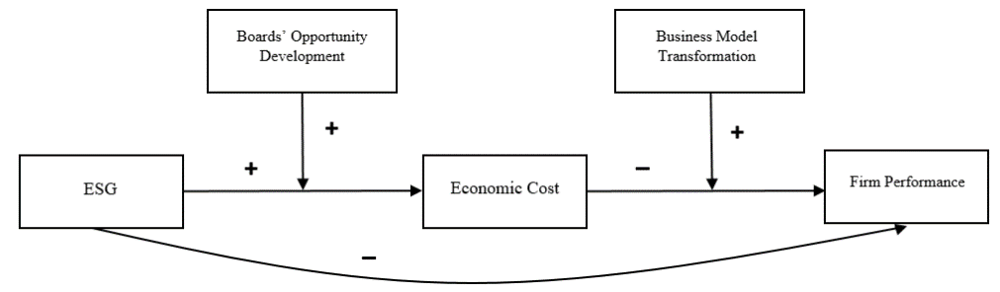 Boards' Opportunity
Development
Business Model
Transformation
+
+
+
–
ESG
Economic Cost
Firm Performance
–